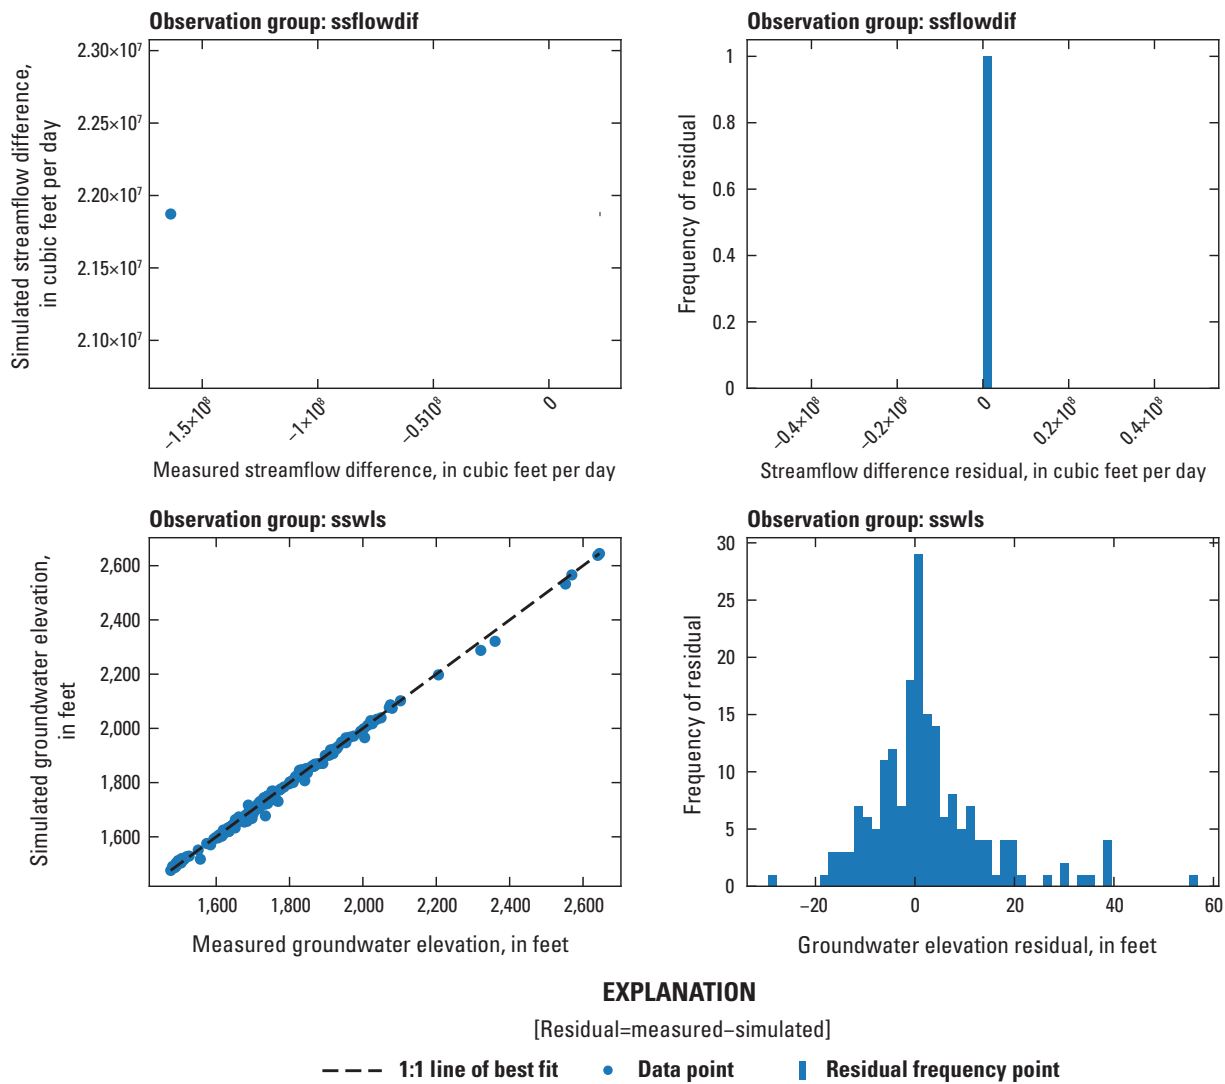 Observation group: ssflowdif
Simulated streamflow difference,
in cubic feet per day
2.30×10⁷
2.25×10⁷
2.20×10⁷
2.15×10⁷
2.10×10⁷
−1.5×10⁸
−1×10⁸
−0.510⁸
0
Measured streamflow difference, in cubic feet per day
Observation group: ssflowdif
Frequency of residual
1
0.8
0.6
0.4
0.2
0
−0.4×10⁸
−0.2×10⁸
0
0.2×10⁸
0.4×10⁸
Streamflow difference residual, in cubic feet per day
Observation group: sswls
Simulated groundwater elevation,
in feet
2,600
2,400
2,200
2,000
1,800
1,600
1,600
1,800
2,000
2,200
2,400
2,600
Measured groundwater elevation, in feet
Observation group: sswls
Frequency of residual
30
25
20
15
10
5
0
−20
0
20
40
60
Groundwater elevation residual, in feet
EXPLANATION
[Residual=measured−simulated]
1:1 line of best fit
Data point
Residual frequency point